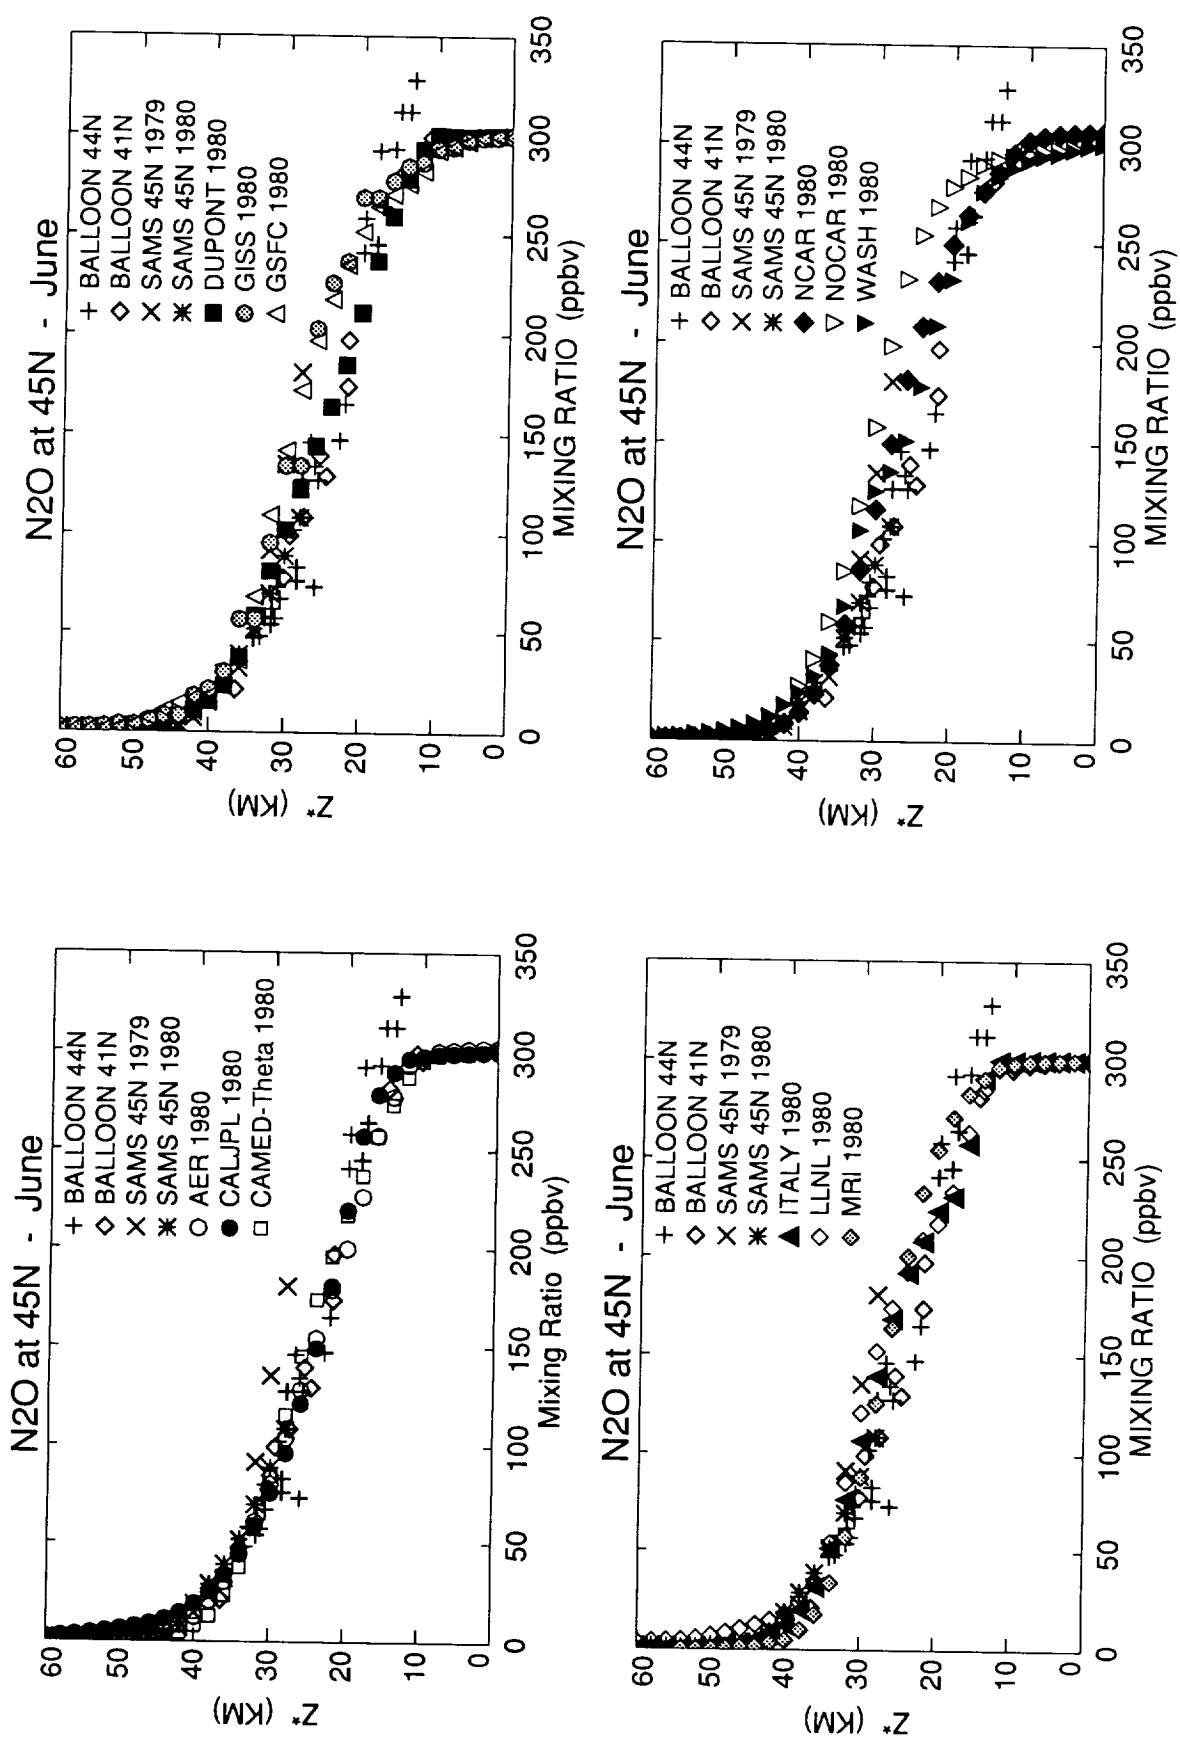 N2O at 45N - June
+ BALLOON 44N
◇ BALLOON 41N
× SAMS 45N 1979
✳ SAMS 45N 1980
○ AER 1980
● CALJPL 1980
□ CAMED-Theta 1980
Z* (KM)
60
50
40
30
20
10
0
0 50 100 150 200 250 300 350
Mixing Ratio (ppbv)
N2O at 45N - June
+ BALLOON 44N
◇ BALLOON 41N
× SAMS 45N 1979
✳ SAMS 45N 1980
■ DUPONT 1980
GISS 1980
△ GSFC 1980
Z* (KM)
60
50
40
30
20
10
0
0 50 100 150 200 250 300 350
MIXING RATIO (ppbv)
N2O at 45N - June
+ BALLOON 44N
◇ BALLOON 41N
× SAMS 45N 1979
✳ SAMS 45N 1980
▲ ITALY 1980
◇ LLNL 1980
MRI 1980
Z* (KM)
60
50
40
30
20
10
0
0 50 100 150 200 250 300 350
MIXING RATIO (ppbv)
N2O at 45N - June
+ BALLOON 44N
◇ BALLOON 41N
× SAMS 45N 1979
✳ SAMS 45N 1980
◆ NCAR 1980
▽ NOCAR 1980
▼ WASH 1980
Z* (KM)
60
50
40
30
20
10
0
0 50 100 150 200 250 300 350
MIXING RATIO (ppbv)